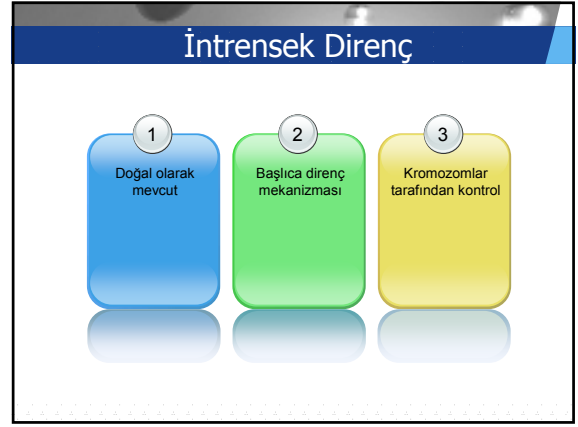 İntrensek Direnç
1
Doğal olarak
mevcut
2
Başlıca direnç
mekanizması
3
Kromozomlar
tarafından kontrol